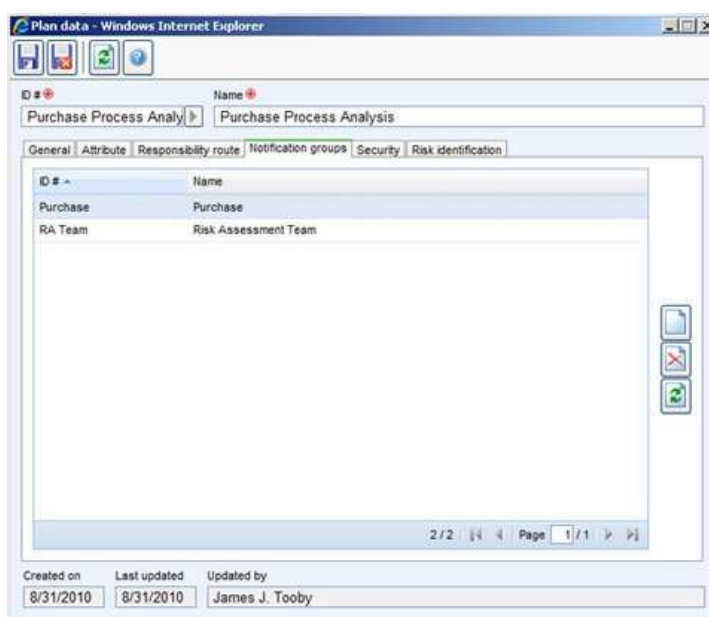 Plan data - Windows Internet Explorer
ID # Name
Purchase Process Analy Purchase Process Analysis
General Attribute Responsibility route Notification groups Security Risk identification
ID # Name
Purchase Purchase
RA Team Risk Assessment Team
2 / 2 Page 1 / 1
Created on Last updated Updated by
8/31/2010 8/31/2010 James J. Tooby